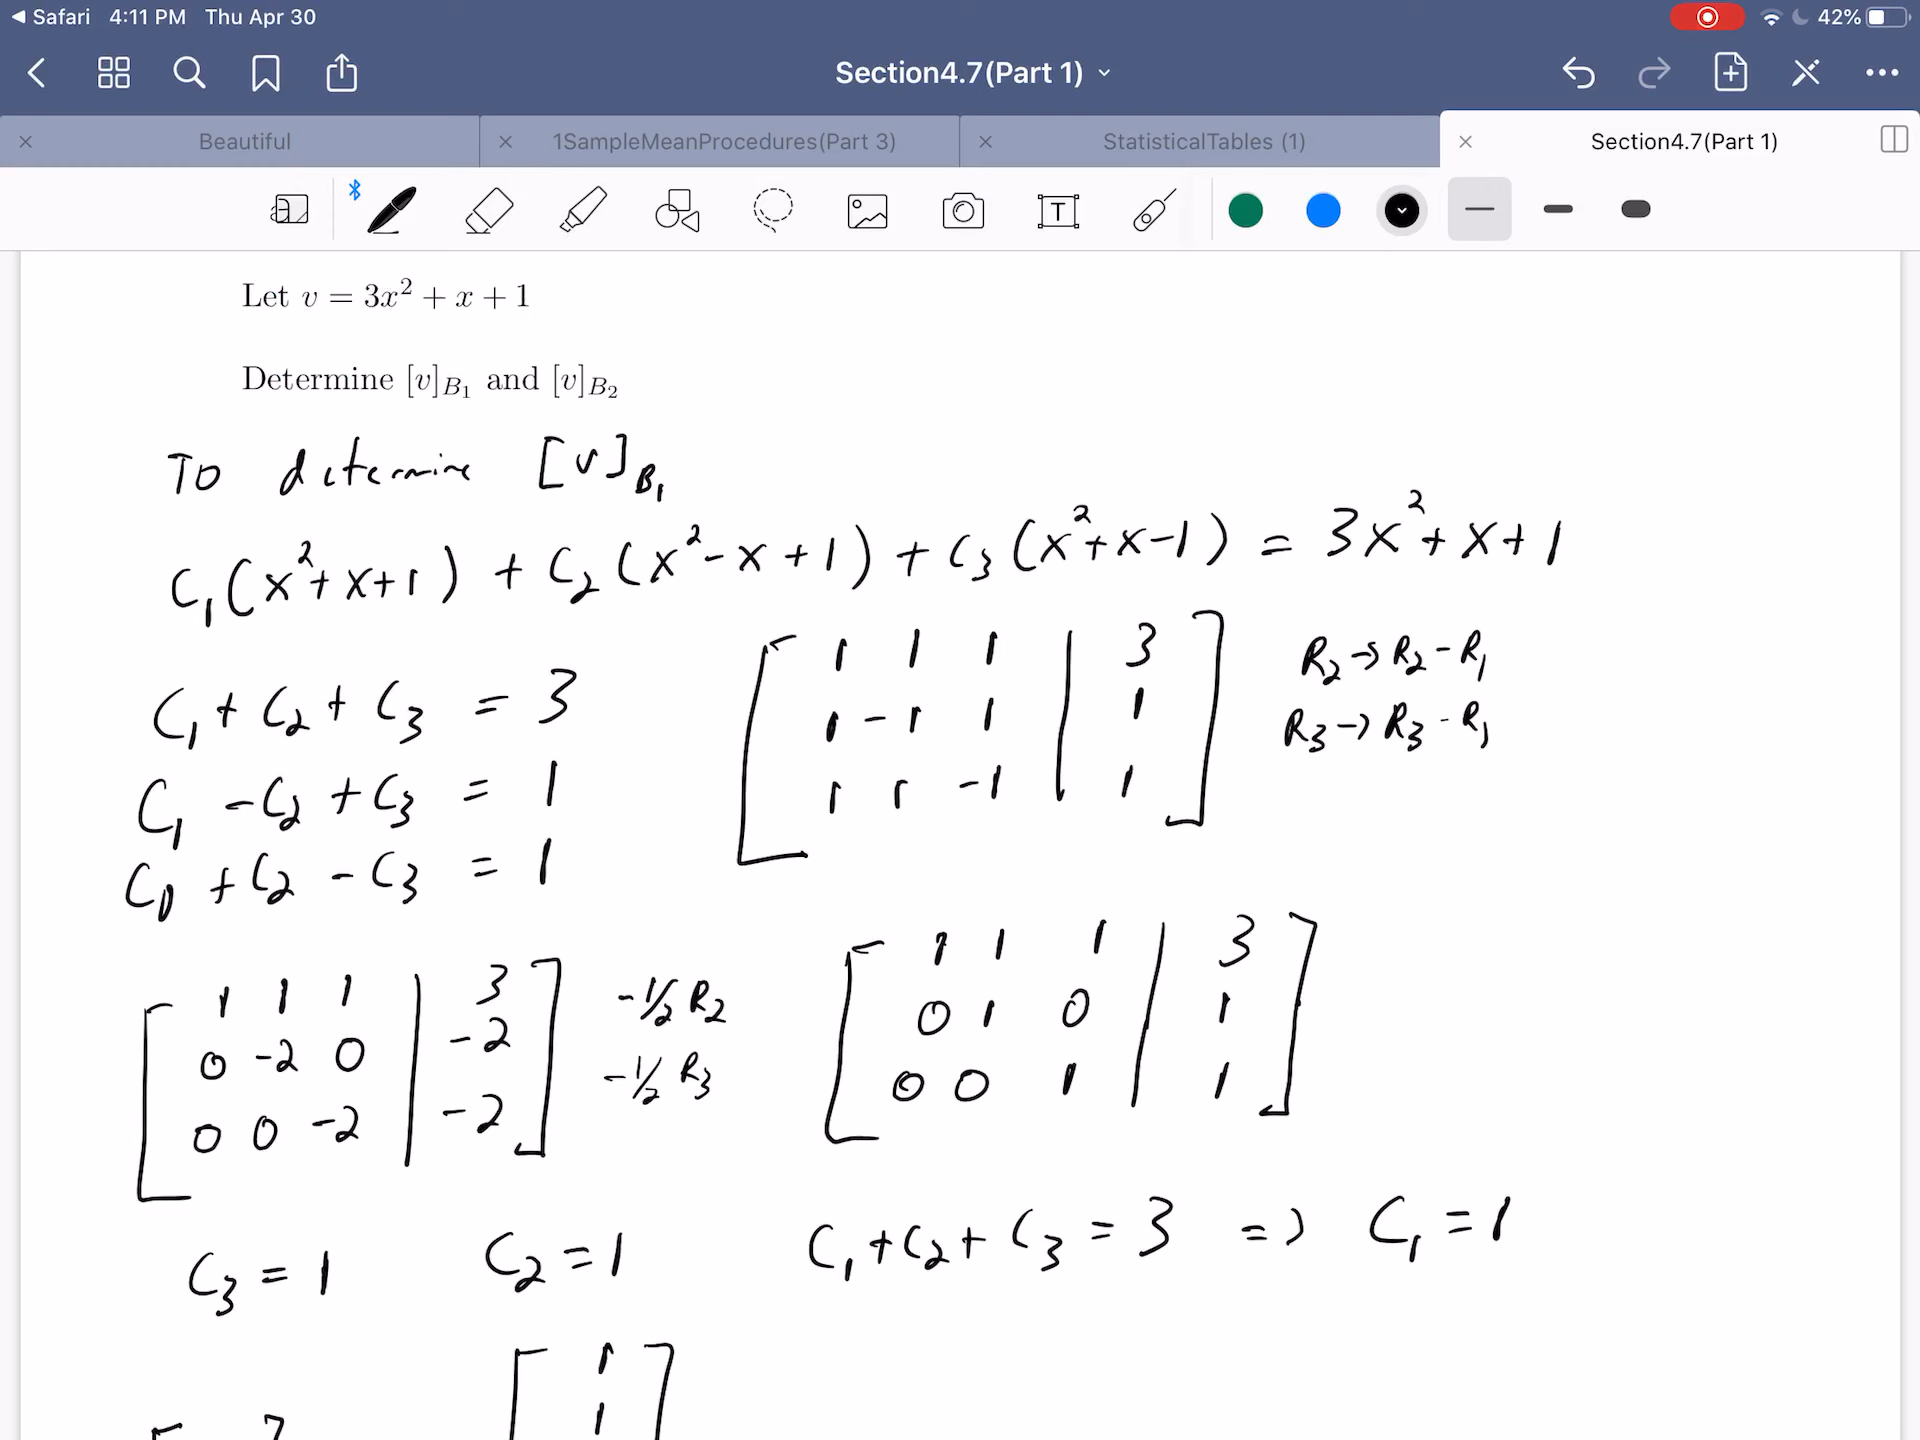 Safari 4:11 PM Thu Apr 30 42%
Section4.7(Part 1)
Beautiful 1SampleMeanProcedures(Part 3) StatisticalTables (1) Section4.7(Part 1)
Let v = 3x² + x + 1
Determine [v]B₁ and [v]B₂
To determine [v]B₁
C₁(x²+x+1) + C₂(x²-x+1) + C₃(x²+x-1) = 3x²+x+1
C₁ + C₂ + C₃ = 3
C₁ - C₂ + C₃ = 1
C₁ + C₂ - C₃ = 1
[ 1 1 1 | 3 ] R₂ → R₂ - R₁
[ 1 -1 1 | 1 ] R₃ → R₃ - R₁
[ 1 1 -1 | 1 ]
[ 1 1 1 | 3 ] -½ R₂
[ 0 -2 0 | -2 ] -½ R₃
[ 0 0 -2 | -2 ]
[ 1 1 1 | 3 ]
[ 0 1 0 | 1 ]
[ 0 0 1 | 1 ]
C₃ = 1 C₂ = 1 C₁ + C₂ + C₃ = 3 => C₁ = 1
[ 1 ]
[ 1 ]